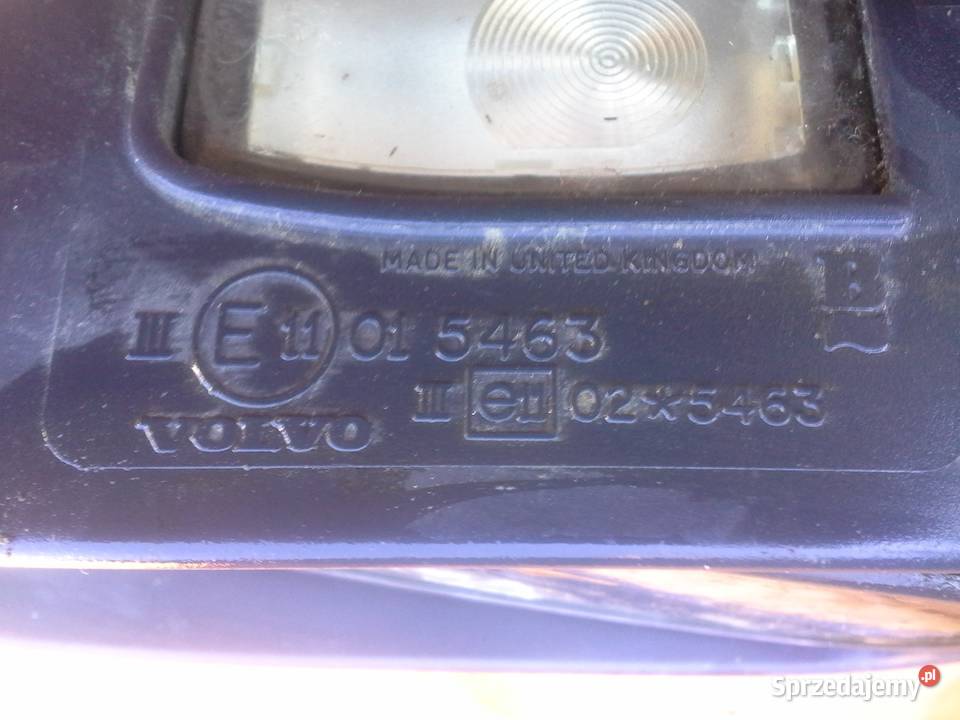 MADE IN UNITED KINGDOM
B
III E 11 01 5463
II e11 02*5463
VOLVO
Sprzedajemy.pl